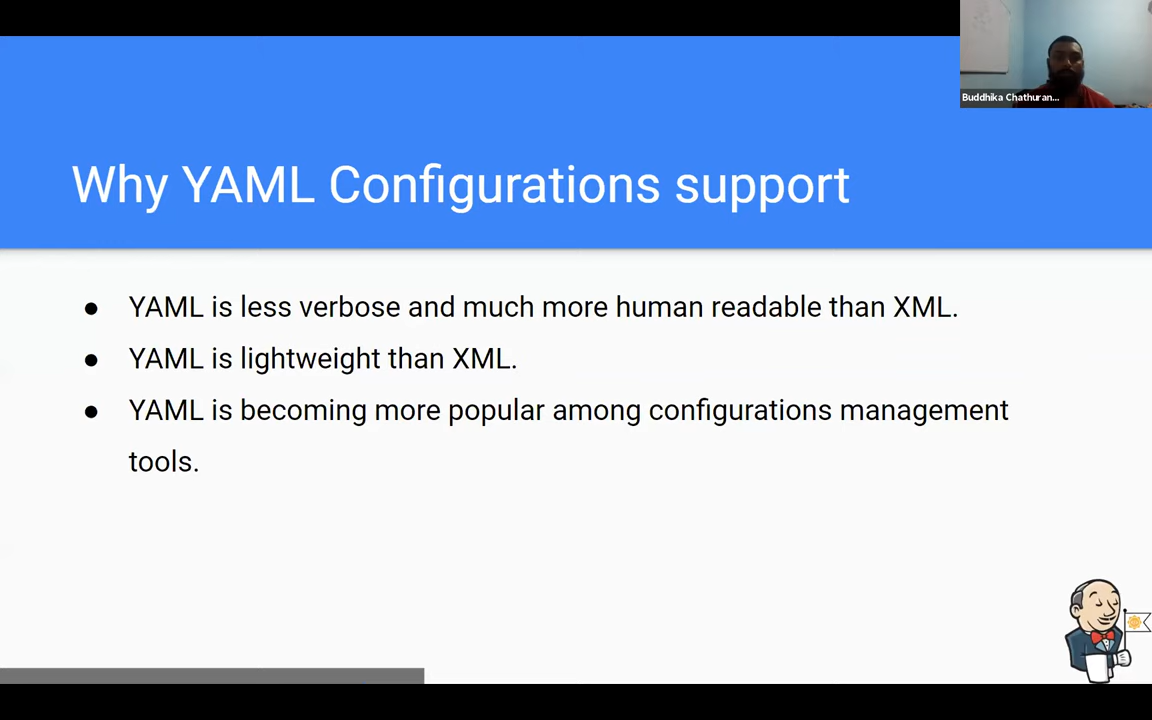 Buddhika Chathuran...
Why YAML Configurations support
● YAML is less verbose and much more human readable than XML.
● YAML is lightweight than XML.
● YAML is becoming more popular among configurations management
tools.